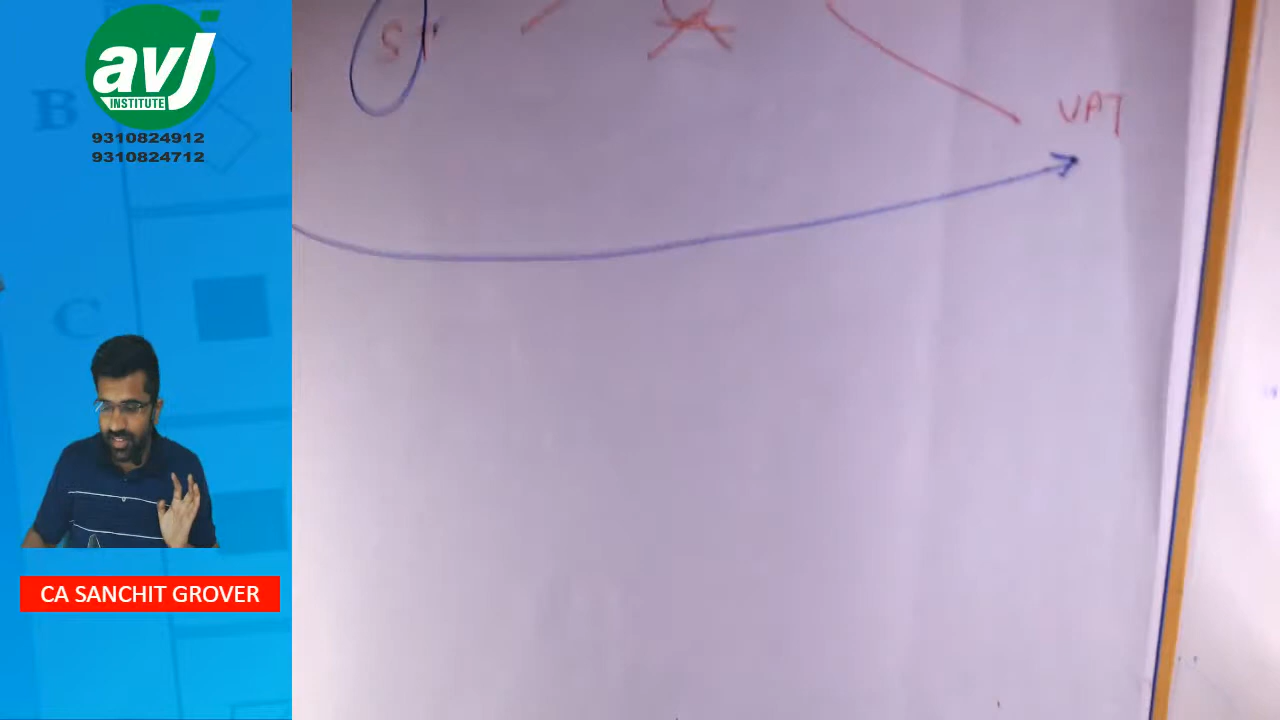 avj
INSTITUTE
9310824912
9310824712
B
C
VAT
CA SANCHIT GROVER